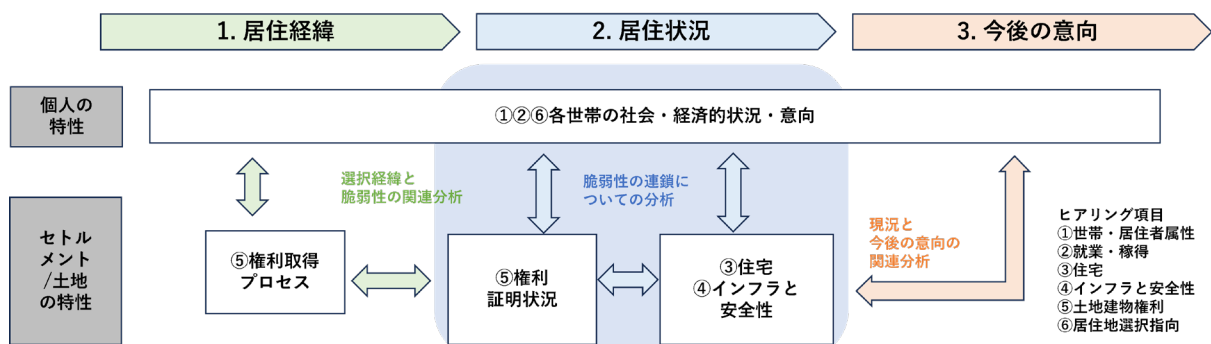 1. 居住経緯
2. 居住状況
3. 今後の意向
個人の
特性
①②⑥各世帯の社会・経済的状況・意向
選択経緯と
脆弱性の関連分析
脆弱性の連鎖に
ついての分析
現況と
今後の意向の
関連分析
セトル
メント
/土地
の特性
⑤権利取得
プロセス
⑤権利
証明状況
③住宅
④インフラと
安全性
ヒアリング項目
①世帯・居住者属性
②就業・稼得
③住宅
④インフラと安全性
⑤土地建物権利
⑥居住地選択指向